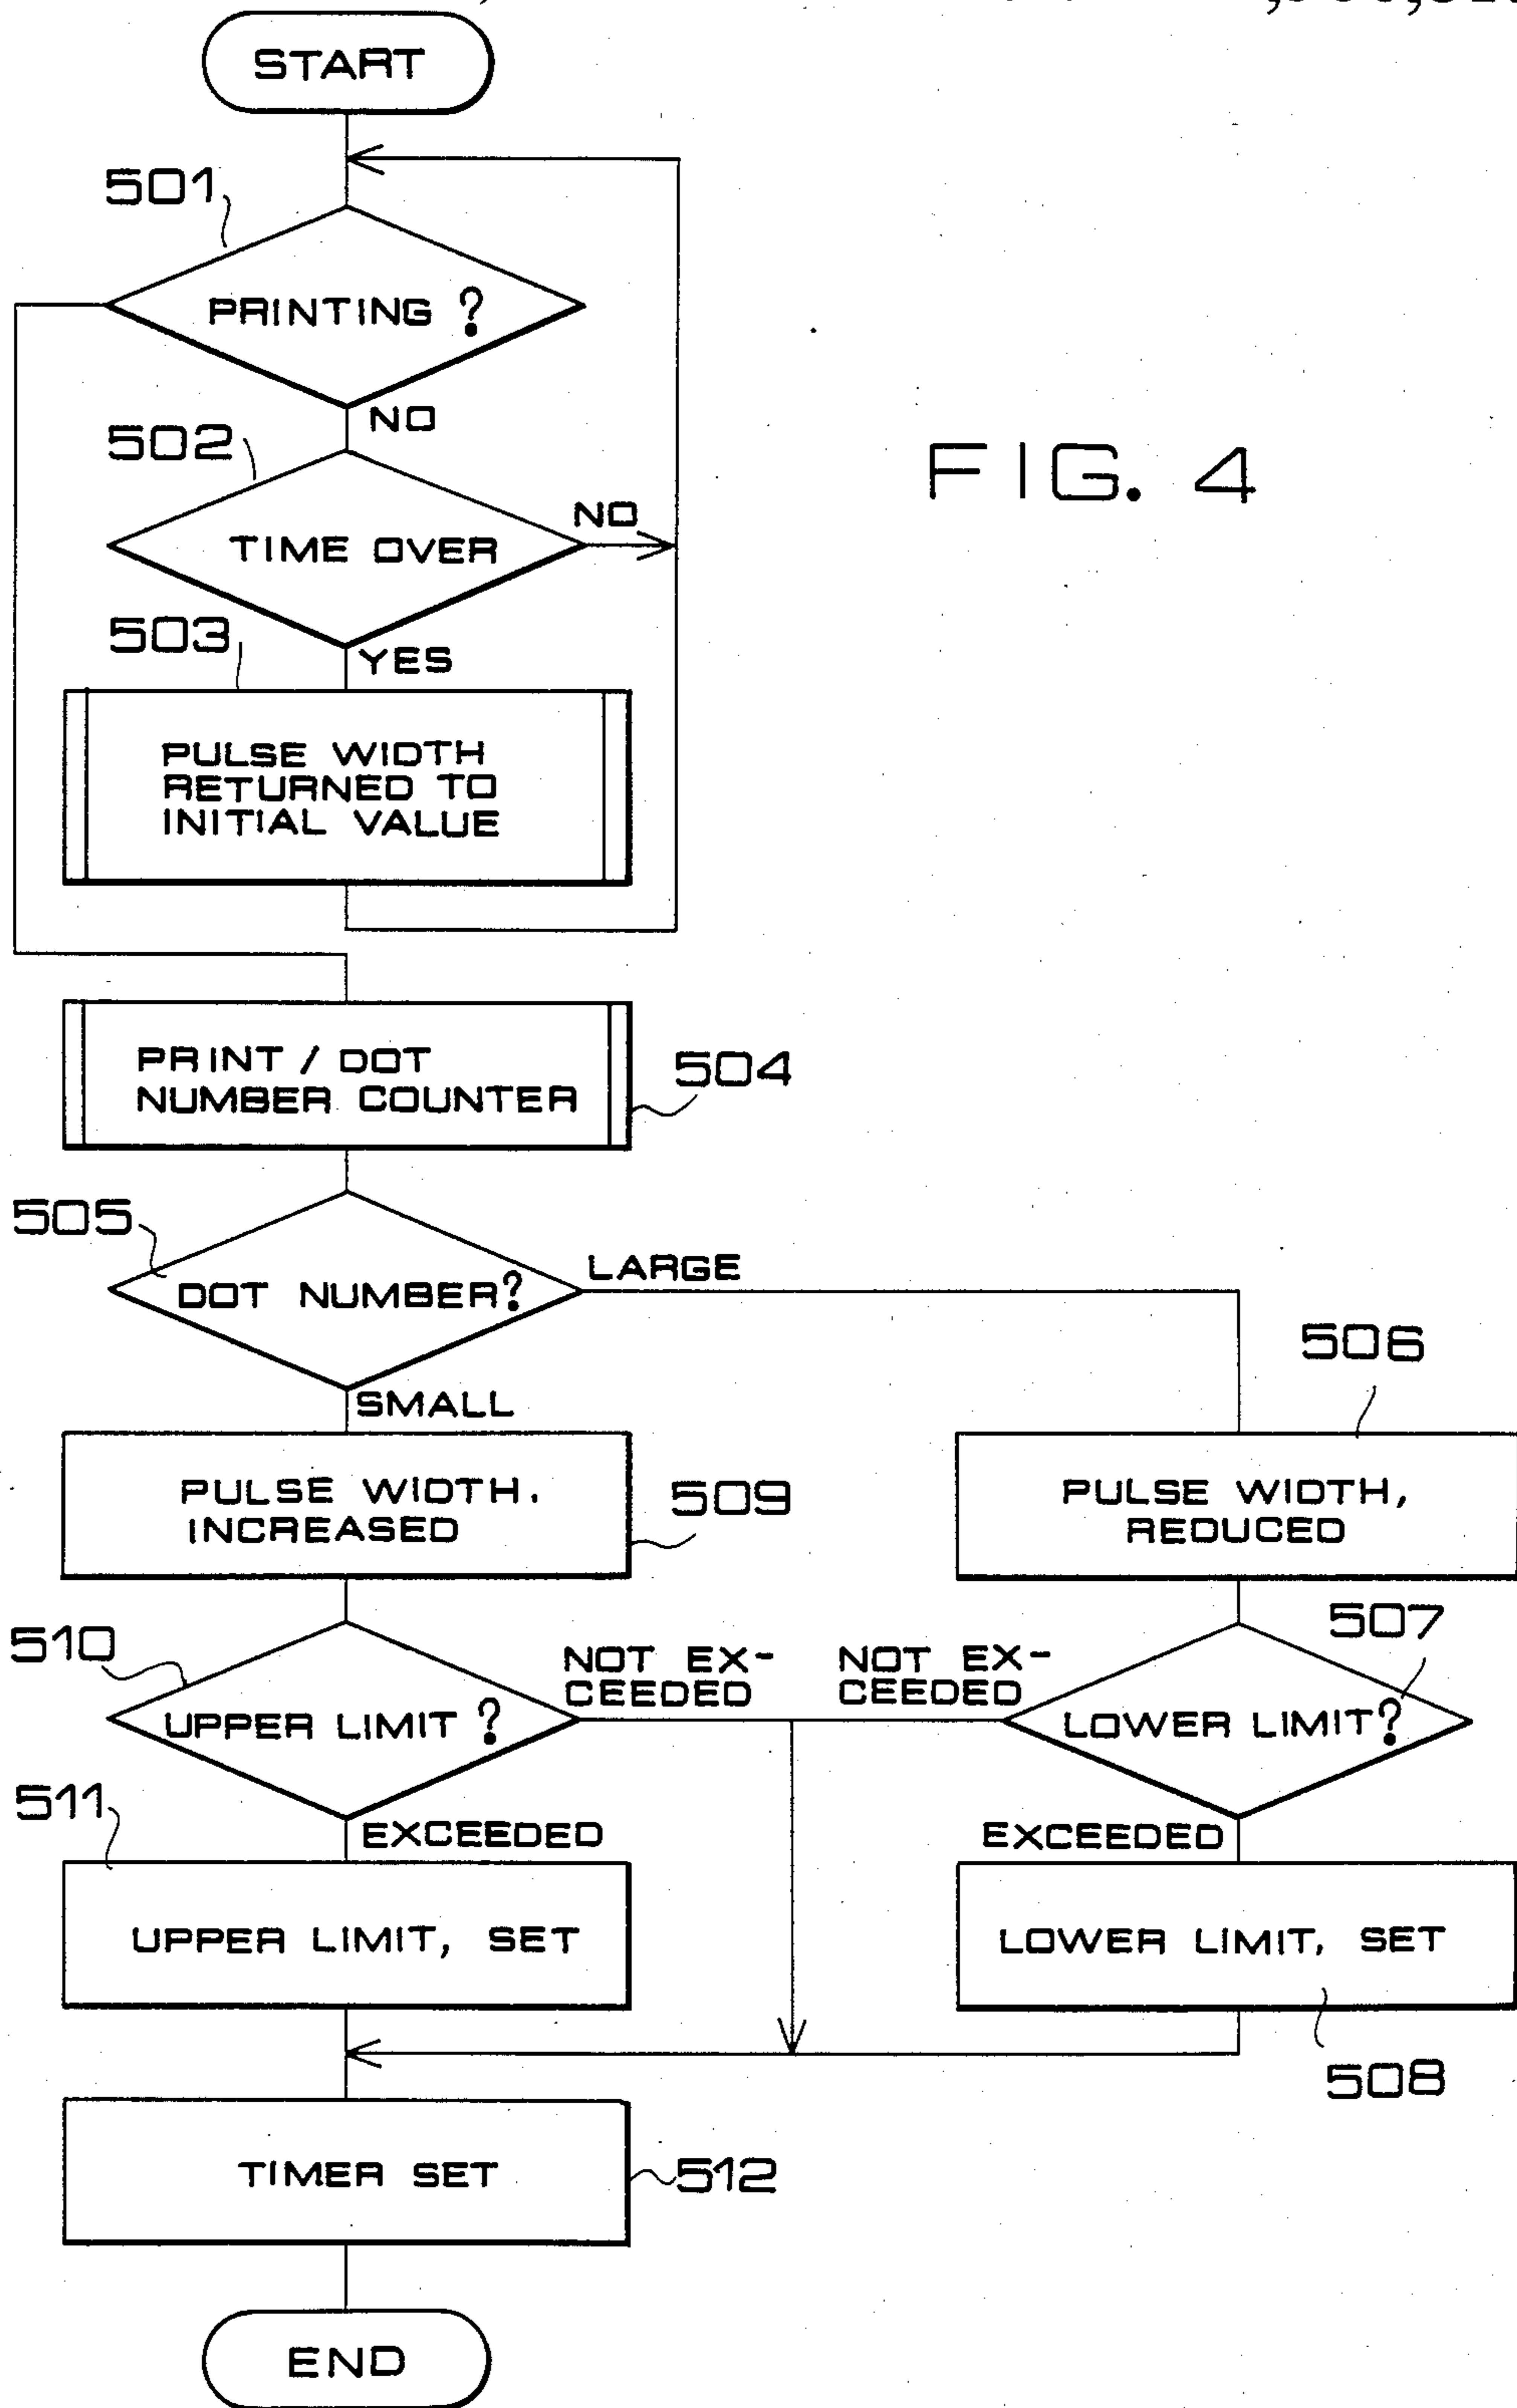 START
501
PRINTING ?
NO
502
TIME OVER
NO
503
YES
PULSE WIDTH
RETURNED TO
INITIAL VALUE
FIG. 4
PRINT / DOT
NUMBER COUNTER
504
505
DOT NUMBER?
LARGE
SMALL
506
PULSE WIDTH.
INCREASED
509
PULSE WIDTH,
REDUCED
507
510
UPPER LIMIT ?
NOT EX-
CEEDED
NOT EX-
CEEDED
LOWER LIMIT?
511
EXCEEDED
EXCEEDED
UPPER LIMIT, SET
LOWER LIMIT, SET
508
TIMER SET
512
END